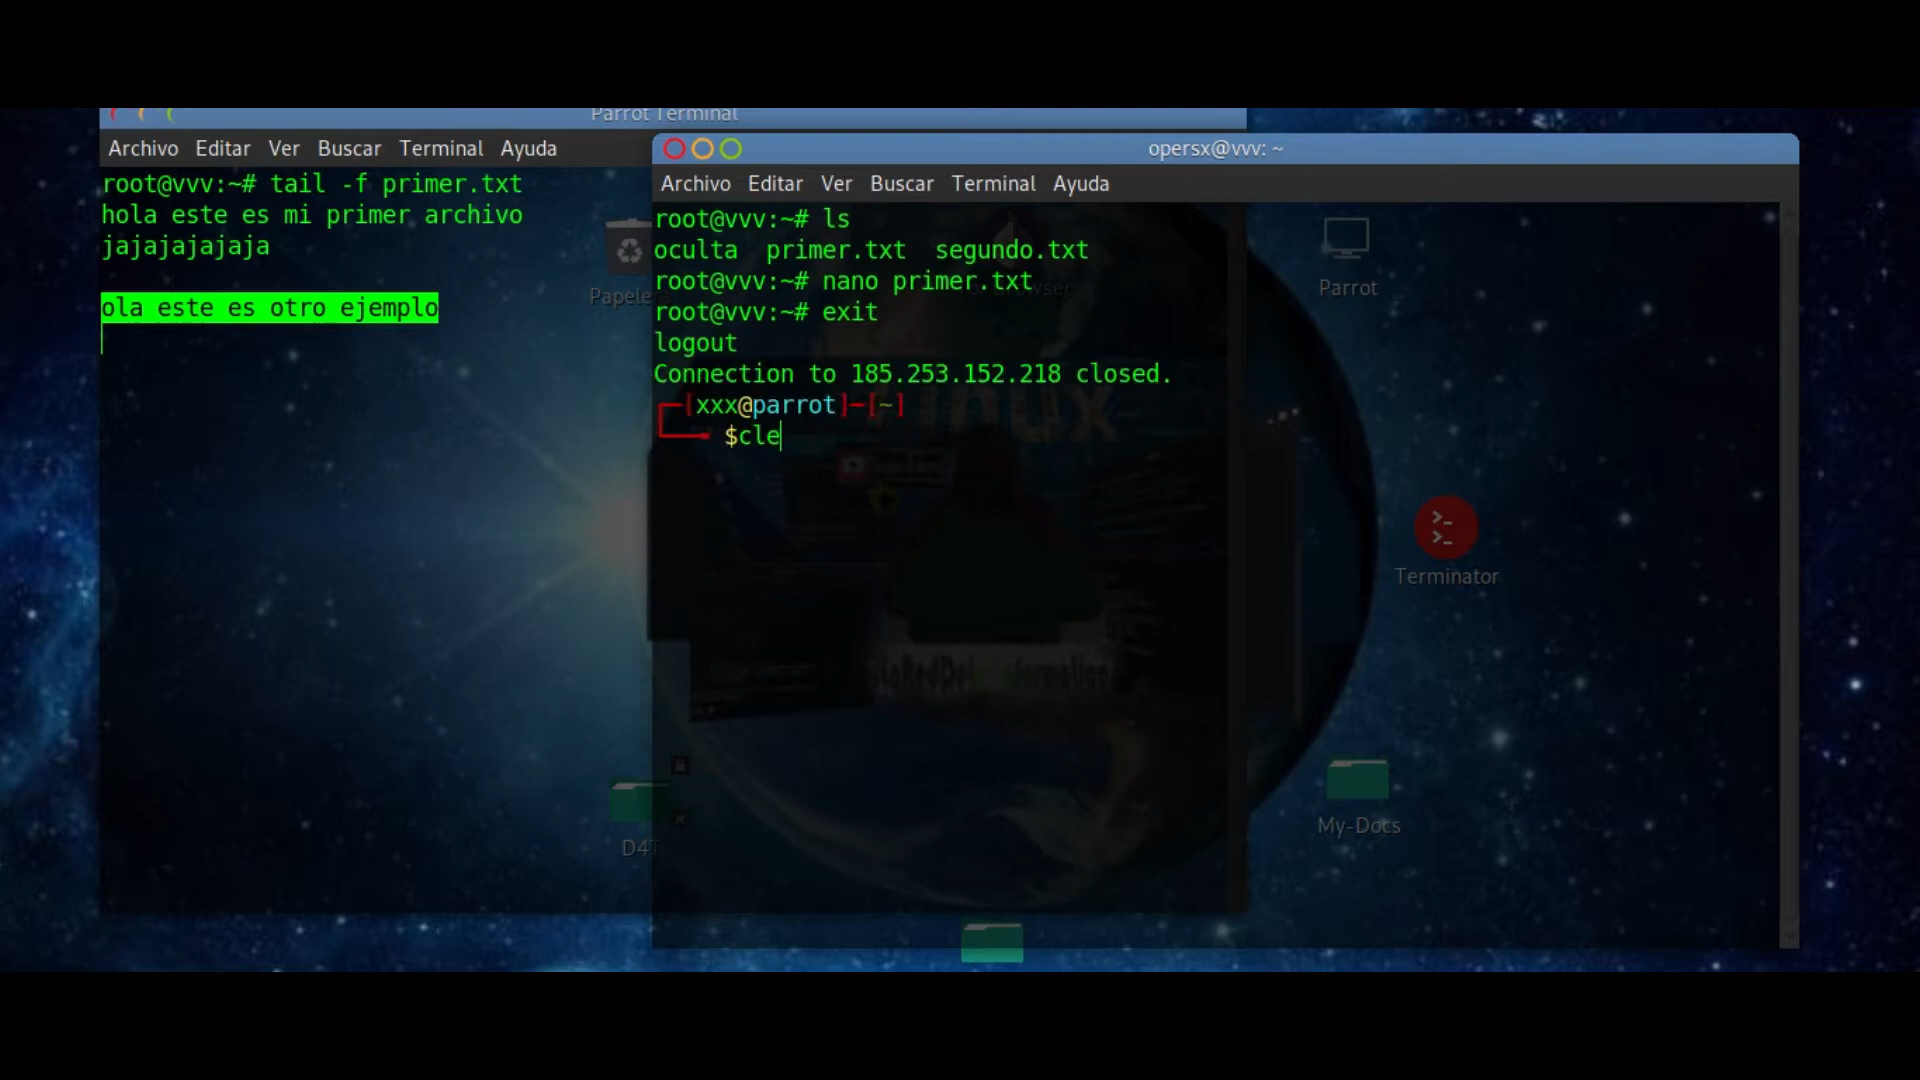 Parrot Terminal
Archivo Editar Ver Buscar Terminal Ayuda
root@vvv:~# tail -f primer.txt
hola este es mi primer archivo
jajajajajaja
ola este es otro ejemplo
opersx@vvv: ~
Archivo Editar Ver Buscar Terminal Ayuda
root@vvv:~# ls
oculta primer.txt segundo.txt
root@vvv:~# nano primer.txt
root@vvv:~# exit
logout
Connection to 185.253.152.218 closed.
[xxx@parrot]─[~]
$cle
Parrot
Terminator
My-Docs